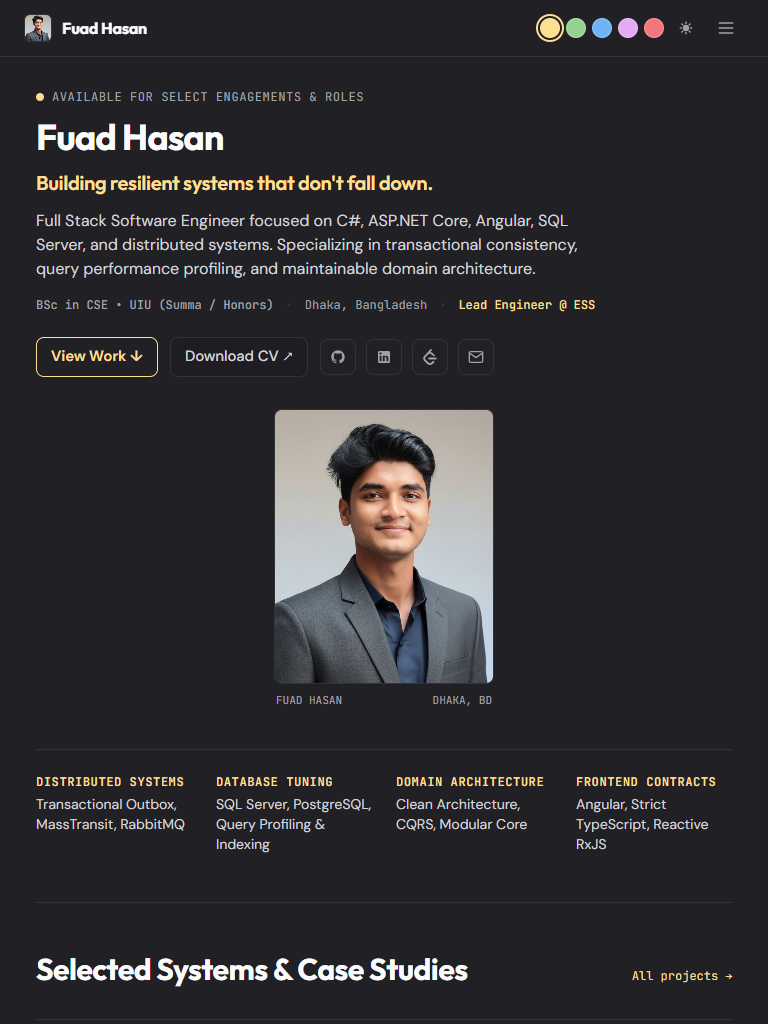 Fuad Hasan
AVAILABLE FOR SELECT ENGAGEMENTS & ROLES
Fuad Hasan
Building resilient systems that don't fall down.
Full Stack Software Engineer focused on C#, ASP.NET Core, Angular, SQL
Server, and distributed systems. Specializing in transactional consistency,
query performance profiling, and maintainable domain architecture.
BSc in CSE • UIU (Summa / Honors) · Dhaka, Bangladesh · Lead Engineer @ ESS
View Work ↓ Download CV ↗
FUAD HASAN DHAKA, BD
DISTRIBUTED SYSTEMS
Transactional Outbox,
MassTransit, RabbitMQ
DATABASE TUNING
SQL Server, PostgreSQL,
Query Profiling &
Indexing
DOMAIN ARCHITECTURE
Clean Architecture,
CQRS, Modular Core
FRONTEND CONTRACTS
Angular, Strict
TypeScript, Reactive
RxJS
Selected Systems & Case Studies
All projects →